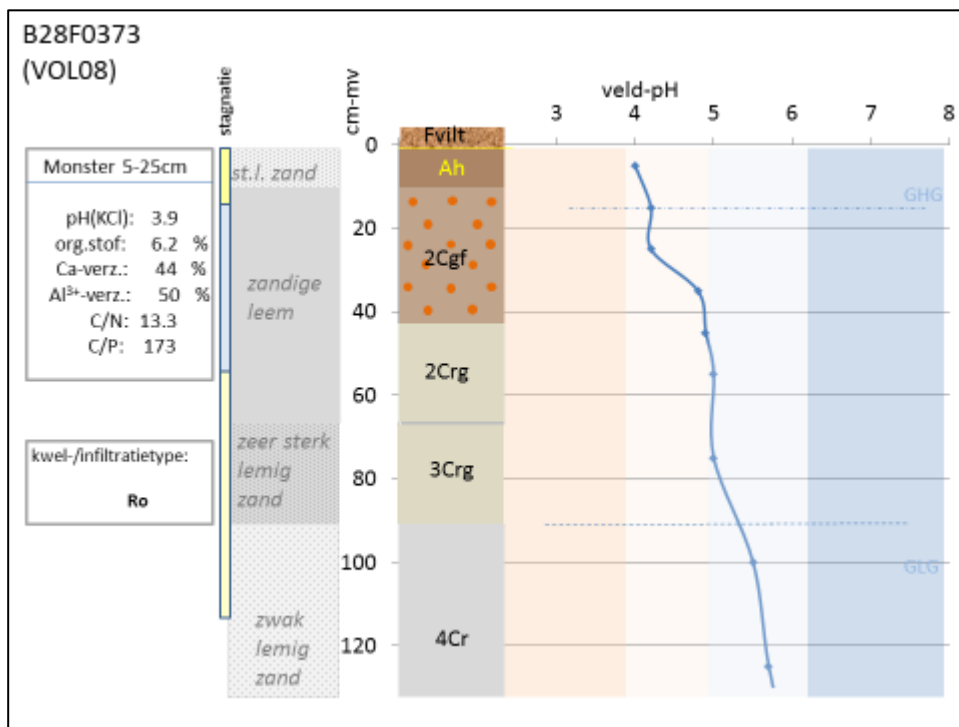 B28F0373
(VOL08)
stagnatie
cm-mv
veld-pH
3 4 5 6 7 8
Monster 5-25cm
pH(KCl): 3.9
org.stof: 6.2 %
Ca-verz.: 44 %
Al³⁺-verz.: 50 %
C/N: 13.3
C/P: 173
kwel-/infiltratietype:
Ro
st.l. zand
zandige
leem
zeer sterk
lemig
zand
zwak
lemig
zand
0
20
40
60
80
100
120
Fvilt
Ah
2Cgf
2Crg
3Crg
4Cr
GHG
GLG